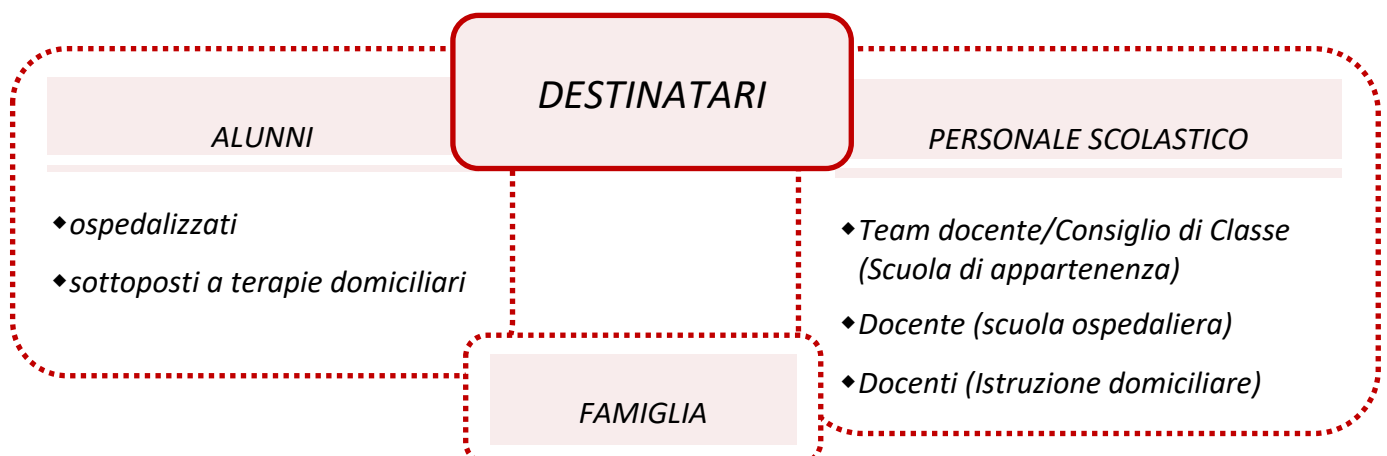 DESTINATARI
ALUNNI
◆ospedalizzati
◆sottoposti a terapie domiciliari
PERSONALE SCOLASTICO
◆Team docente/Consiglio di Classe
(Scuola di appartenenza)
◆Docente (scuola ospedaliera)
◆Docenti (Istruzione domiciliare)
FAMIGLIA